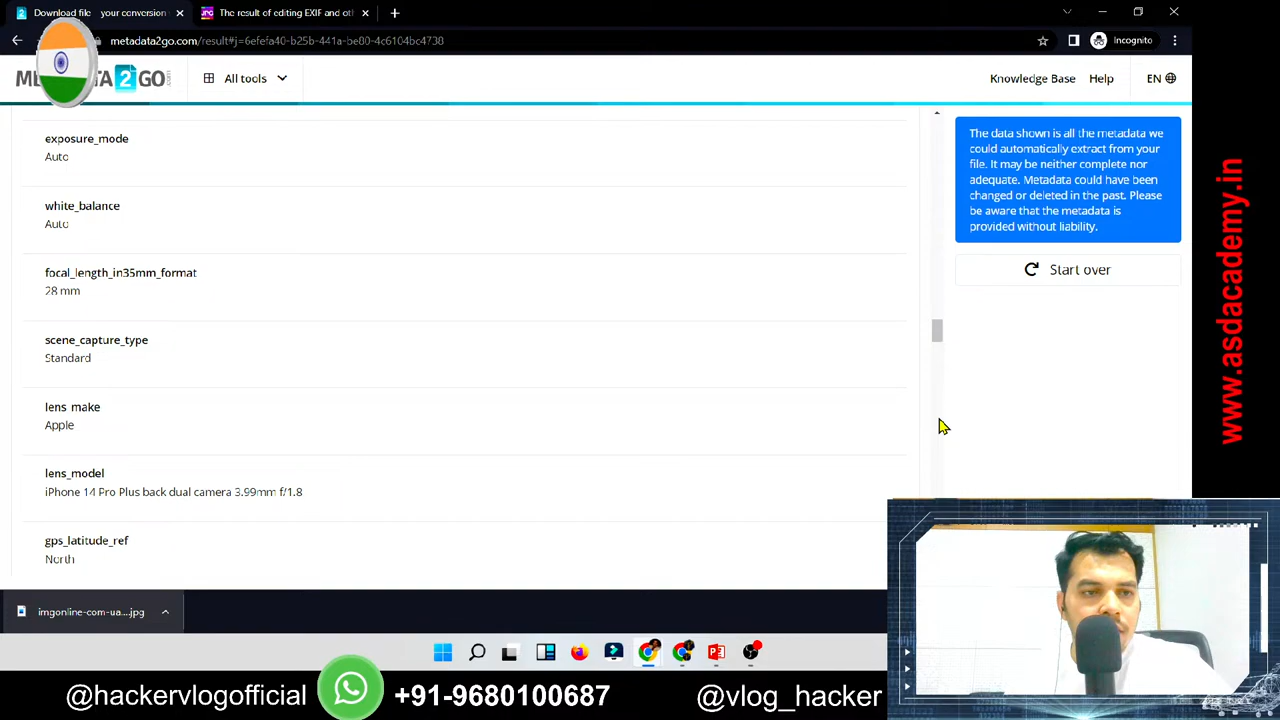 Download file - your conversion
The result of editing EXIF and oth
metadata2go.com/result#j=6efefa40-b25b-441a-be80-4c6104bc4738
Incognito
2GO
All tools
Knowledge Base
Help
EN
exposure_mode
Auto
white_balance
Auto
focal_length_in35mm_format
28 mm
scene_capture_type
Standard
lens_make
Apple
lens_model
iPhone 14 Pro Plus back dual camera 3.99mm f/1.8
gps_latitude_ref
North
The data shown is all the metadata we
could automatically extract from your
file. It may be neither complete nor
adequate. Metadata could have been
changed or deleted in the past. Please
be aware that the metadata is
provided without liability.
Start over
www.asdacademy.in
imgonline-com-ua....jpg
@hackervlogofficial
+91-9680100687
@vlog_hacker